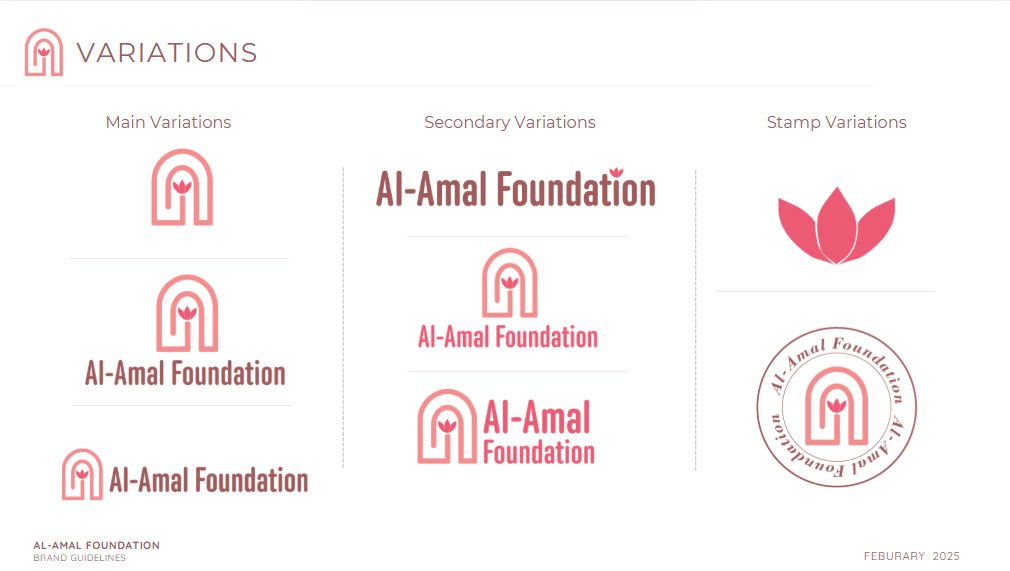 VARIATIONS
Main Variations
Al-Amal Foundation
Al-Amal Foundation
Secondary Variations
Al-Amal Foundation
Al-Amal Foundation
Al-Amal
Foundation
Stamp Variations
Al-Amal Foundation Al-Amal Foundation
AL-AMAL FOUNDATION
BRAND GUIDELINES
FEBURARY 2025